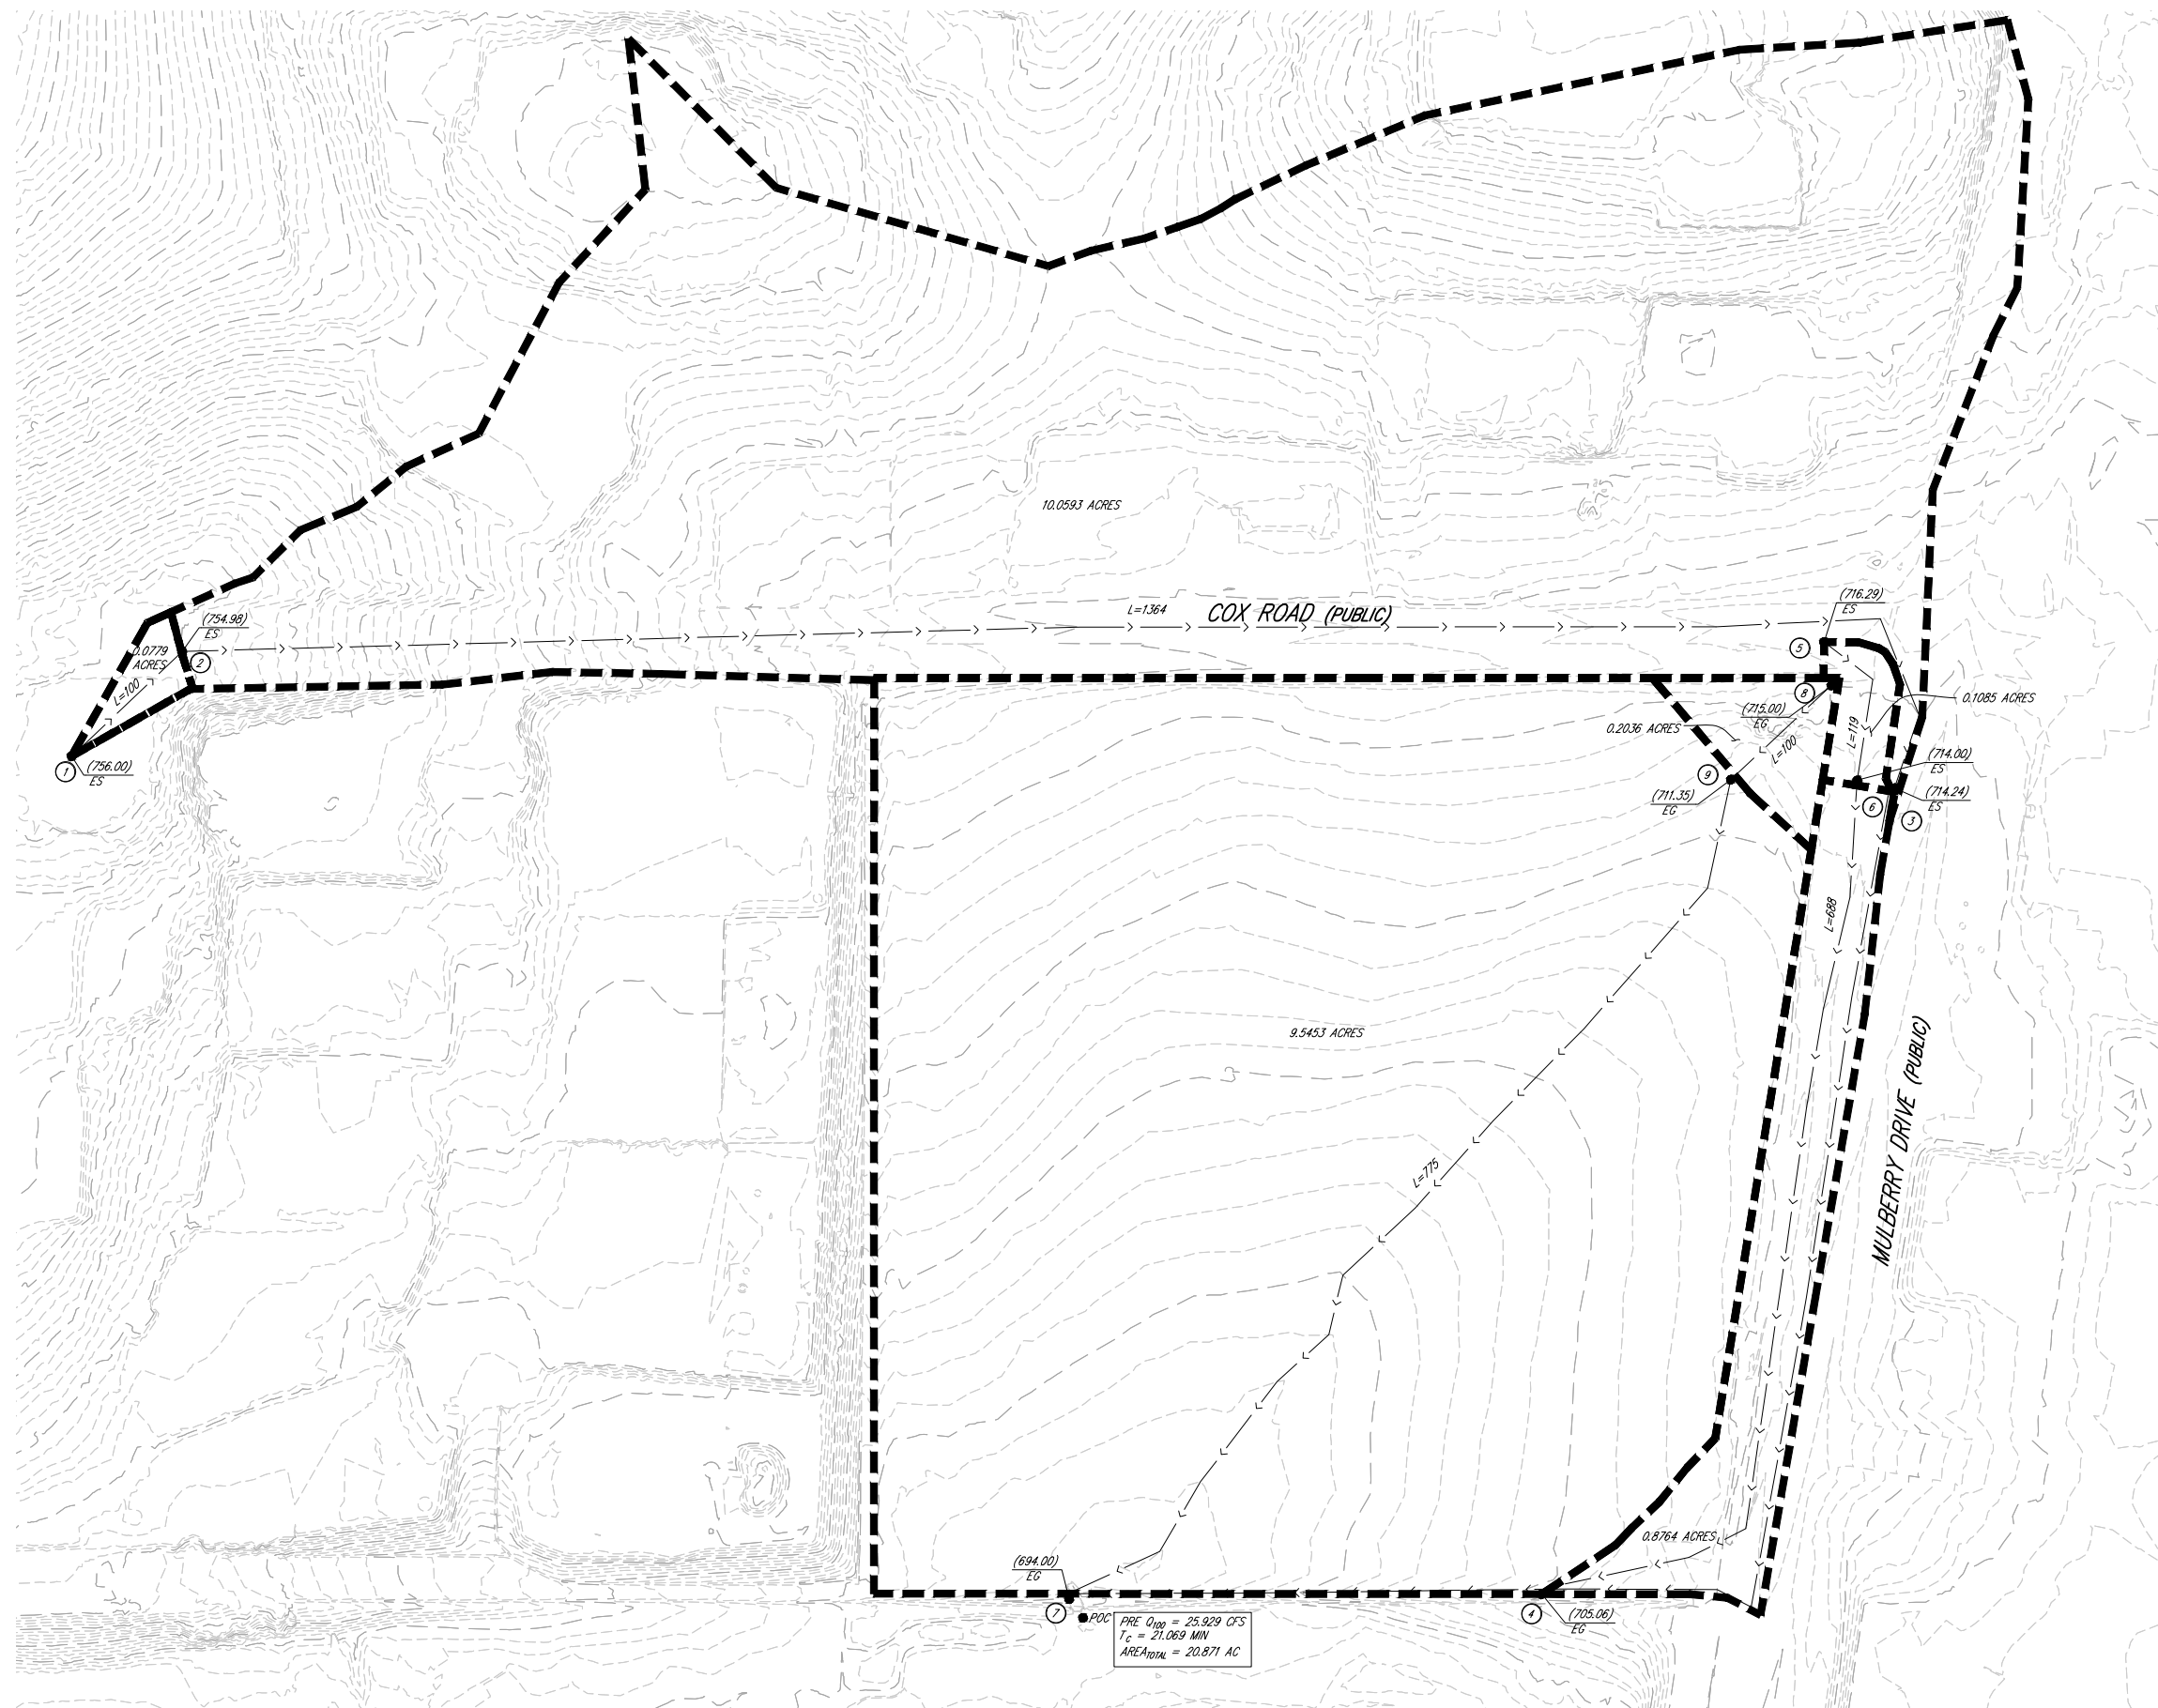 10.0593 ACRES
L=1364
COX ROAD (PUBLIC)
(716.29)
ES
(754.98)
ES
0.0779
ACRES
2
L=100
5
8
(715.00)
EG
0.1085 ACRES
0.2036 ACRES
L=119
L=100
(756.00)
ES
1
(714.00)
ES
9
(711.35)
EG
(714.24)
ES
6
3
L=688
9.5453 ACRES
MULBERRY DRIVE (PUBLIC)
L=775
0.8764 ACRES
(694.00)
EG
7
POC
4
(705.06)
EG
PRE Q100 = 25.929 CFS
TC = 21.069 MIN
AREATOTAL = 20.871 AC